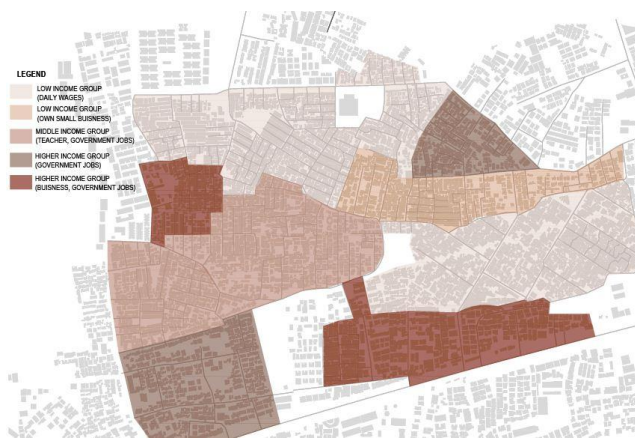 LEGEND
LOW INCOME GROUP
(DAILY WAGES)
LOW INCOME GROUP
(OWN SMALL BUISNESS)
MIDDLE INCOME GROUP
(TEACHER, GOVERNMENT JOBS)
HIGHER INCOME GROUP
(GOVERNMENT JOBS)
HIGHER INCOME GROUP
(BUISNESS, GOVERNMENT JOBS)